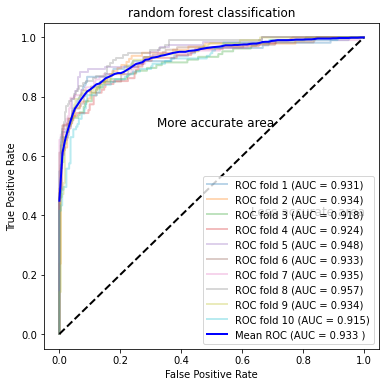 random forest classification
1.0
0.8
0.6
0.4
0.2
0.0
True Positive Rate
More accurate area
ROC fold 1 (AUC = 0.931)
ROC fold 2 (AUC = 0.934)
ROC fold 3 (AUC = 0.918)
ROC fold 4 (AUC = 0.924)
ROC fold 5 (AUC = 0.948)
ROC fold 6 (AUC = 0.933)
ROC fold 7 (AUC = 0.935)
ROC fold 8 (AUC = 0.957)
ROC fold 9 (AUC = 0.934)
ROC fold 10 (AUC = 0.915)
Mean ROC (AUC = 0.933 )
0.0 0.2 0.4 0.6 0.8 1.0
False Positive Rate